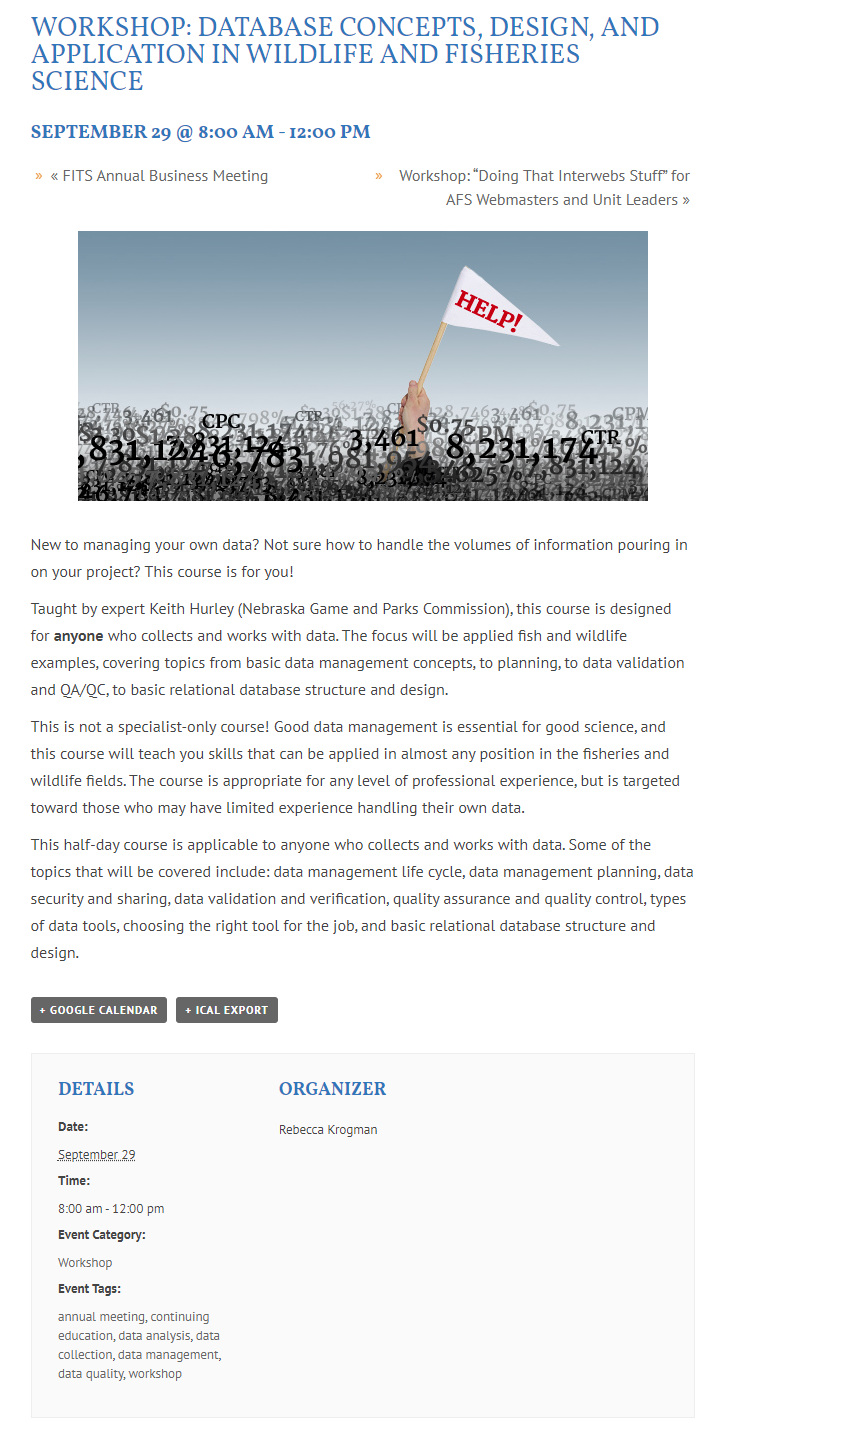 WORKSHOP: DATABASE CONCEPTS, DESIGN, AND
APPLICATION IN WILDLIFE AND FISHERIES
SCIENCE
SEPTEMBER 29 @ 8:00 AM - 12:00 PM
» « FITS Annual Business Meeting
» Workshop: “Doing That Interwebs Stuff” for
AFS Webmasters and Unit Leaders »
HELP!
CTR
$0.75
CPC
CTR
3,461
$0.75
CPM
8,231,174
CTR
%
CPM
New to managing your own data? Not sure how to handle the volumes of information pouring in
on your project? This course is for you!
Taught by expert Keith Hurley (Nebraska Game and Parks Commission), this course is designed
for anyone who collects and works with data. The focus will be applied fish and wildlife
examples, covering topics from basic data management concepts, to planning, to data validation
and QA/QC, to basic relational database structure and design.
This is not a specialist-only course! Good data management is essential for good science, and
this course will teach you skills that can be applied in almost any position in the fisheries and
wildlife fields. The course is appropriate for any level of professional experience, but is targeted
toward those who may have limited experience handling their own data.
This half-day course is applicable to anyone who collects and works with data. Some of the
topics that will be covered include: data management life cycle, data management planning, data
security and sharing, data validation and verification, quality assurance and quality control, types
of data tools, choosing the right tool for the job, and basic relational database structure and
design.
+ GOOGLE CALENDAR + ICAL EXPORT
DETAILS
Date:
September 29
Time:
8:00 am - 12:00 pm
Event Category:
Workshop
Event Tags:
annual meeting, continuing
education, data analysis, data
collection, data management,
data quality, workshop
ORGANIZER
Rebecca Krogman